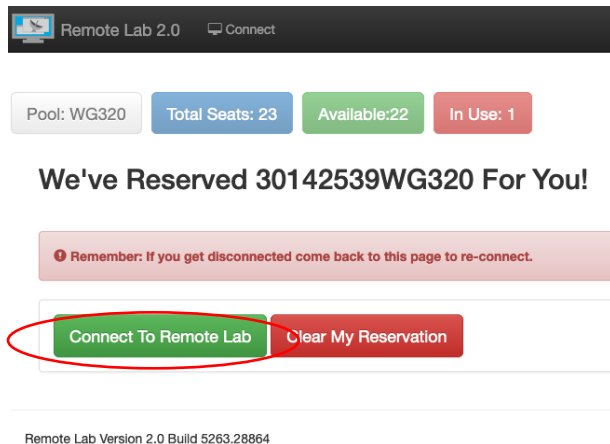 Remote Lab 2.0 Connect
Pool: WG320 Total Seats: 23 Available:22 In Use: 1
We've Reserved 30142539WG320 For You!
Remember: If you get disconnected come back to this page to re-connect.
Connect To Remote Lab Clear My Reservation
Remote Lab Version 2.0 Build 5263.28864